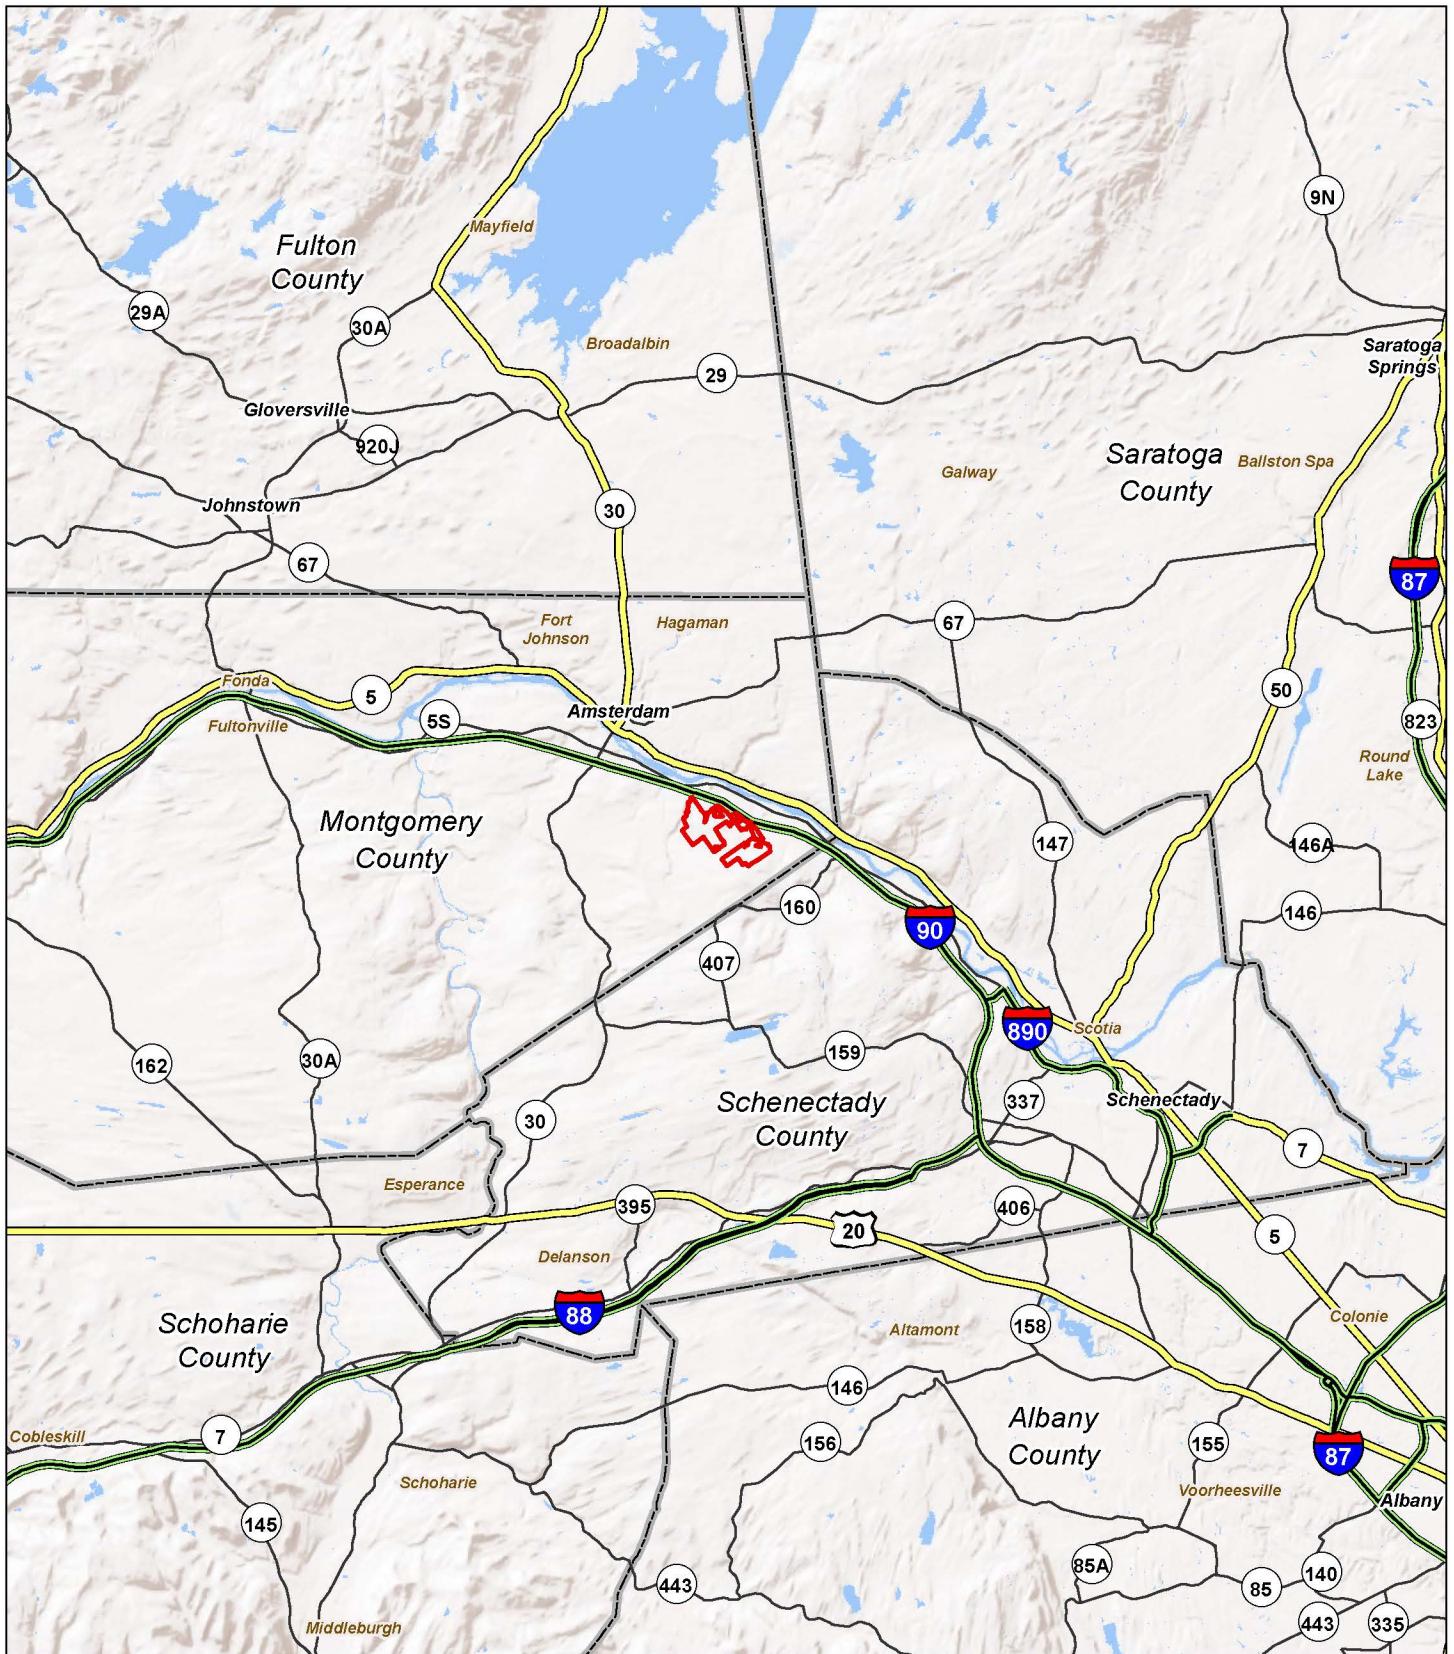 9N
Mayfield
Fulton
County
29A
30A
Broadalbin
Saratoga
Springs
29
Gloversville
920J
Saratoga
County
Ballston Spa
Galway
Johnstown
30
67
87
Fort
Johnson
Hagaman
67
Fonda
5
50
Amsterdam
5S
823
Fultonville
Round
Lake
Montgomery
County
147
146A
160
146
90
407
890
Scotia
159
162
30A
Schenectady
County
337
Schenectady
30
7
Esperance
395
406
20
5
Delanson
88
Schoharie
County
Altamont
158
Colonie
146
Albany
County
Cobleskill
7
156
155
87
Schoharie
Voorheesville
Albany
145
85A
443
85
140
Middleburgh
443
335